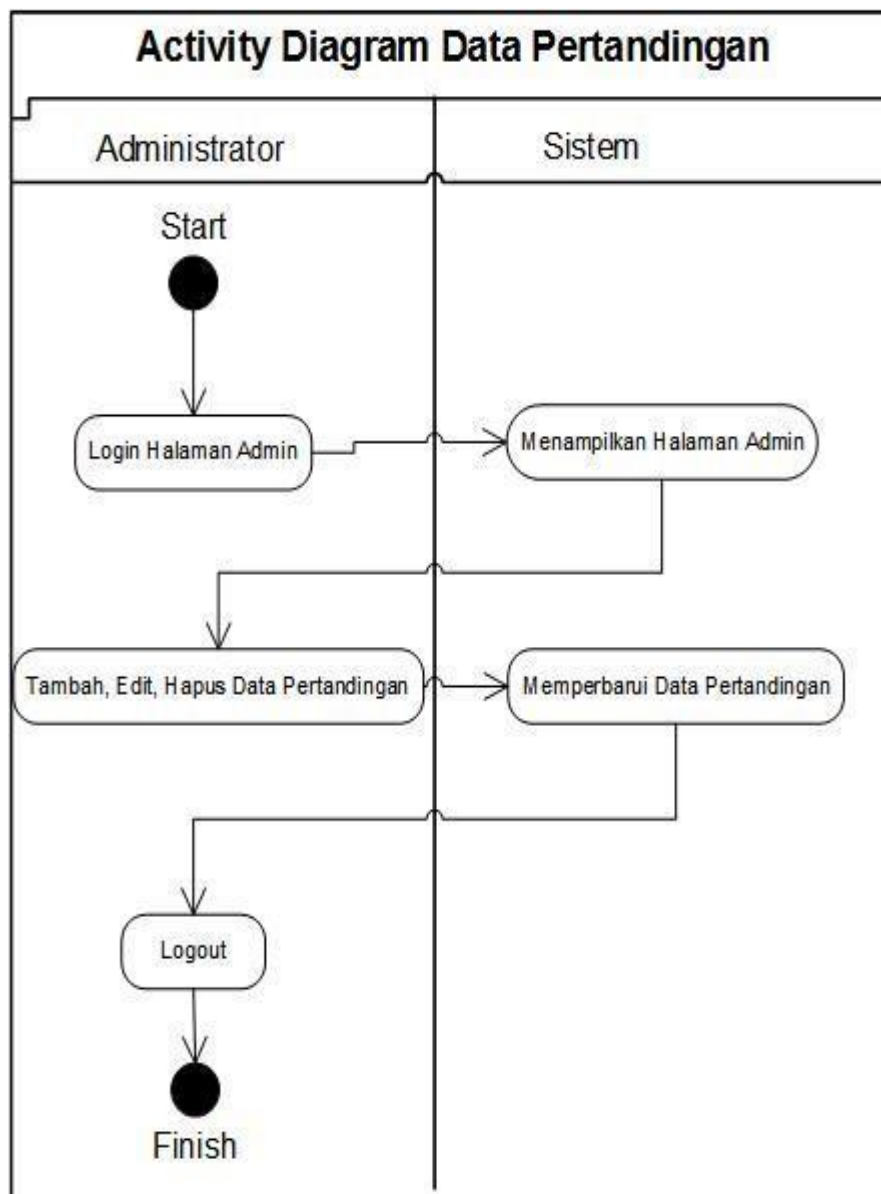 Activity Diagram Data Pertandingan
Administrator
Sistem
Start
Login Halaman Admin
Menampilkan Halaman Admin
Tambah, Edit, Hapus Data Pertandingan
Memperbarui Data Pertandingan
Logout
Finish